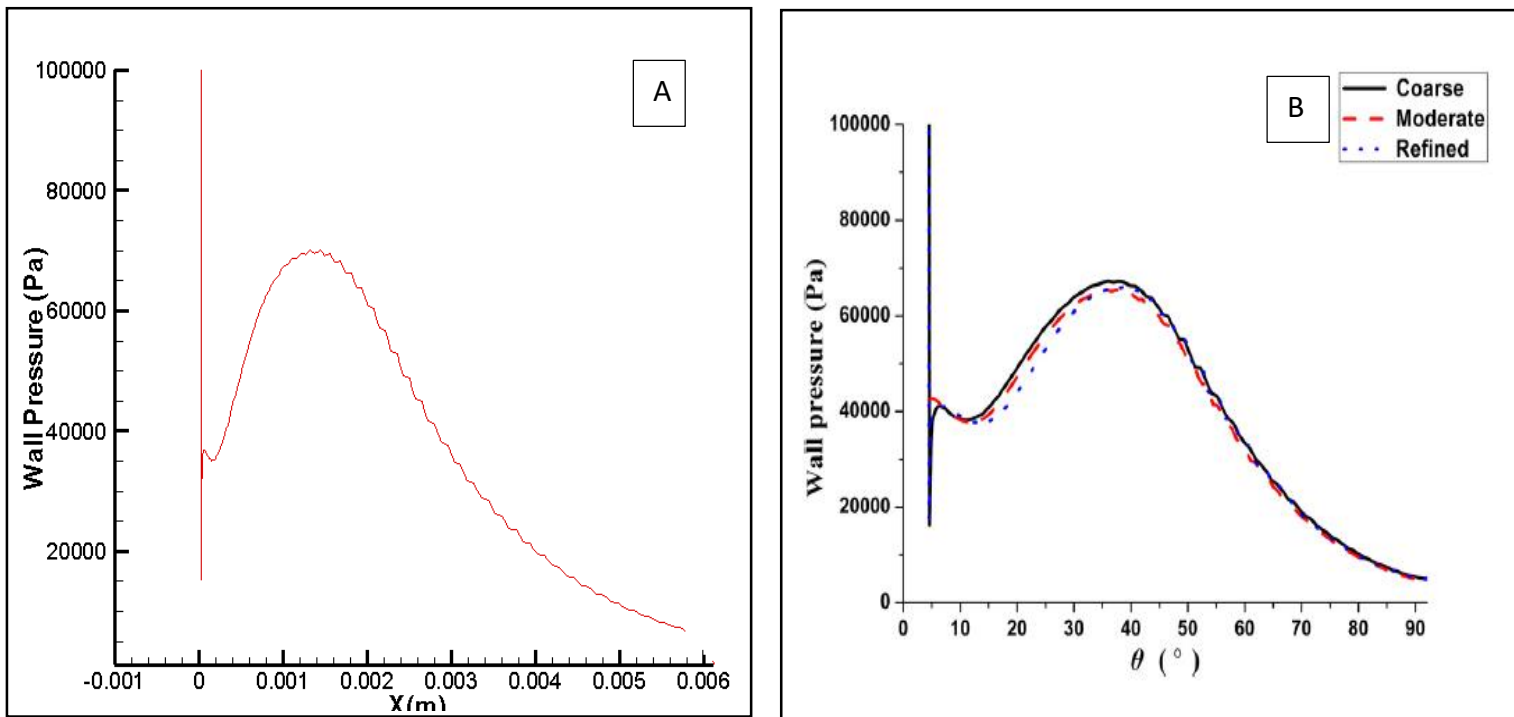 A
100000
80000
60000
40000
20000
Wall Pressure (Pa)
-0.001 0 0.001 0.002 0.003 0.004 0.005 0.006
X(m)
B
Coarse
Moderate
Refined
100000
80000
60000
40000
20000
0
Wall pressure (Pa)
0 10 20 30 40 50 60 70 80 90
θ (°)